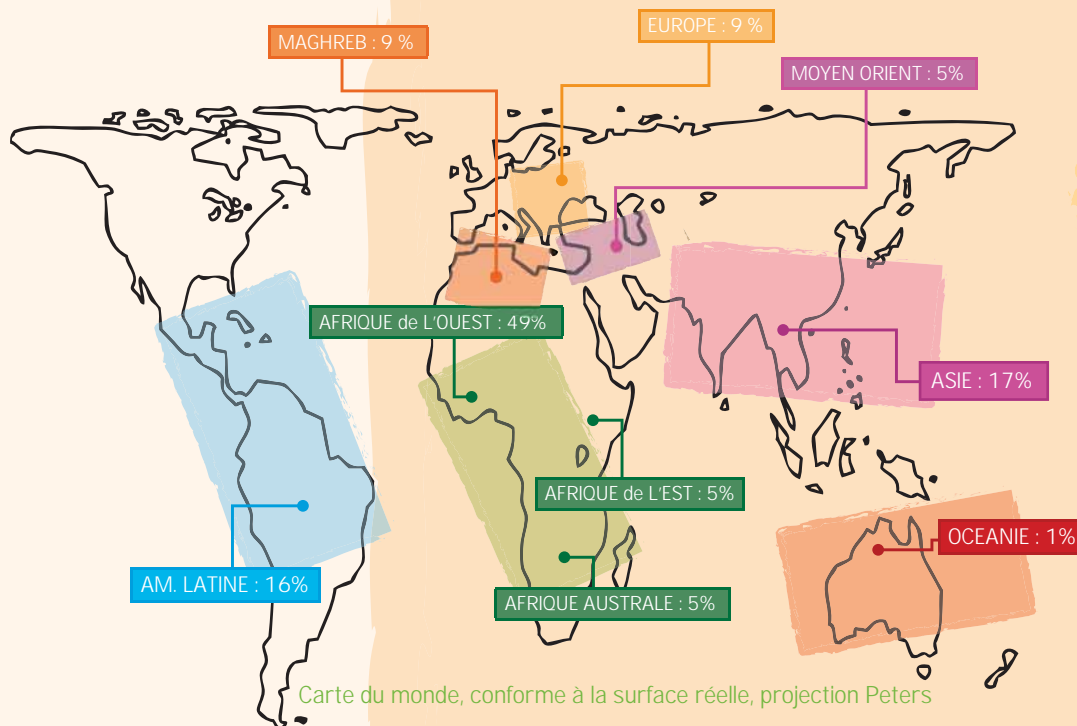 EUROPE : 9 %
MAGHREB : 9 %
MOYEN ORIENT : 5%
AFRIQUE de L'OUEST : 49%
ASIE : 17%
AFRIQUE de L'EST : 5%
OCEANIE : 1%
AM. LATINE : 16%
AFRIQUE AUSTRALE : 5%
Carte du monde, conforme à la surface réelle, projection Peters